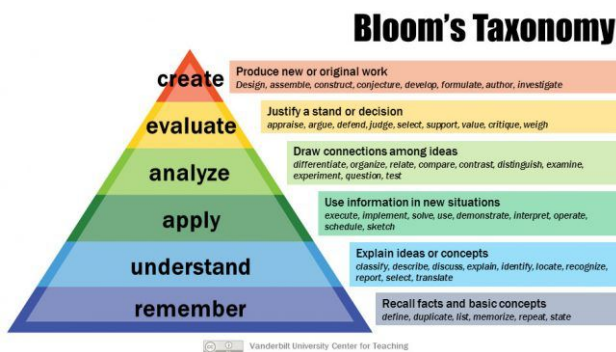 Bloom's Taxonomy
create
Produce new or original work
Design, assemble, construct, conjecture, develop, formulate, author, investigate
evaluate
Justify a stand or decision
appraise, argue, defend, judge, select, support, value, critique, weigh
analyze
Draw connections among ideas
differentiate, organize, relate, compare, contrast, distinguish, examine,
experiment, question, test
apply
Use information in new situations
execute, implement, solve, use, demonstrate, interpret, operate,
schedule, sketch
understand
Explain ideas or concepts
classify, describe, discuss, explain, identify, locate, recognize,
report, select, translate
remember
Recall facts and basic concepts
define, duplicate, list, memorize, repeat, state
Vanderbilt University Center for Teaching